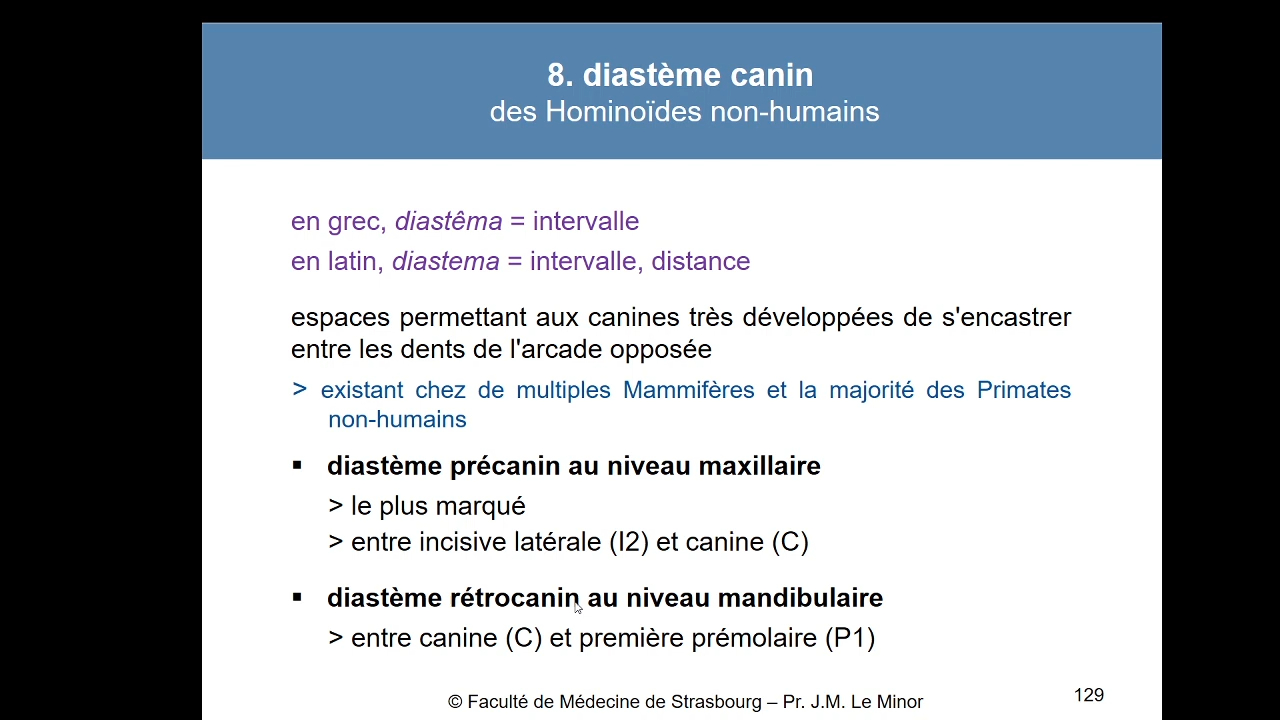 8. diastème canin
des Hominoïdes non-humains
en grec, diastêma = intervalle
en latin, diastema = intervalle, distance
espaces permettant aux canines très développées de s'encastrer
entre les dents de l'arcade opposée
> existant chez de multiples Mammifères et la majorité des Primates
non-humains
▪ diastème précanin au niveau maxillaire
> le plus marqué
> entre incisive latérale (I2) et canine (C)
▪ diastème rétrocanin au niveau mandibulaire
> entre canine (C) et première prémolaire (P1)
© Faculté de Médecine de Strasbourg – Pr. J.M. Le Minor
129